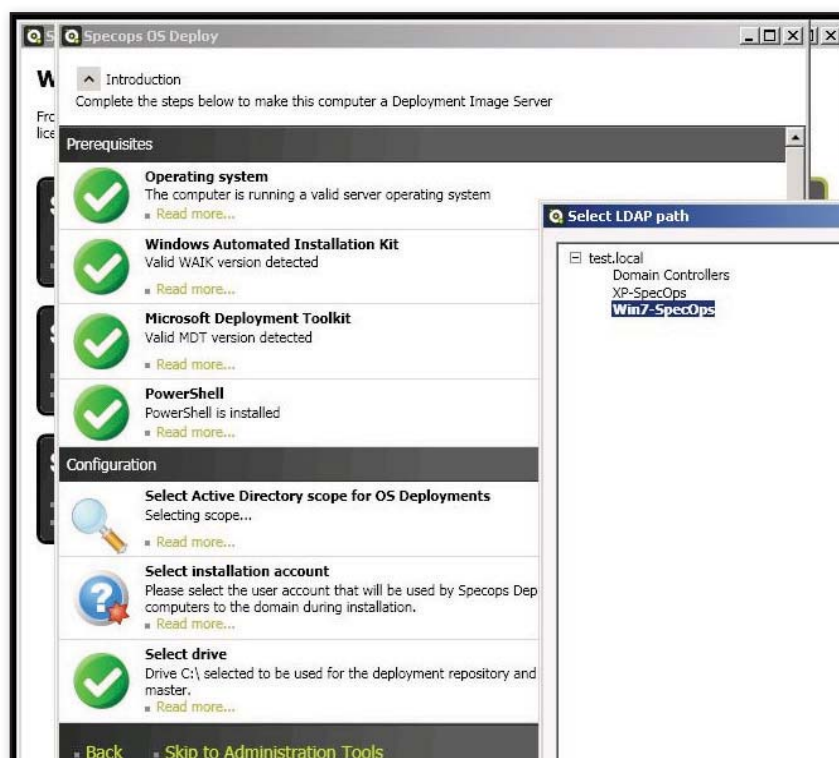 Specops OS Deploy
Introduction
Complete the steps below to make this computer a Deployment Image Server
Prerequisites
Operating system
The computer is running a valid server operating system
Read more...
Windows Automated Installation Kit
Valid WAIK version detected
Read more...
Microsoft Deployment Toolkit
Valid MDT version detected
Read more...
PowerShell
PowerShell is installed
Read more...
Configuration
Select Active Directory scope for OS Deployments
Selecting scope...
Read more...
Select installation account
Please select the user account that will be used by Specops Dep
computers to the domain during installation.
Read more...
Select drive
Drive C:\ selected to be used for the deployment repository and
master.
Read more...
Back
Skip to Administration Tools
Select LDAP path
test.local
Domain Controllers
XP-SpecOps
Win7-SpecOps